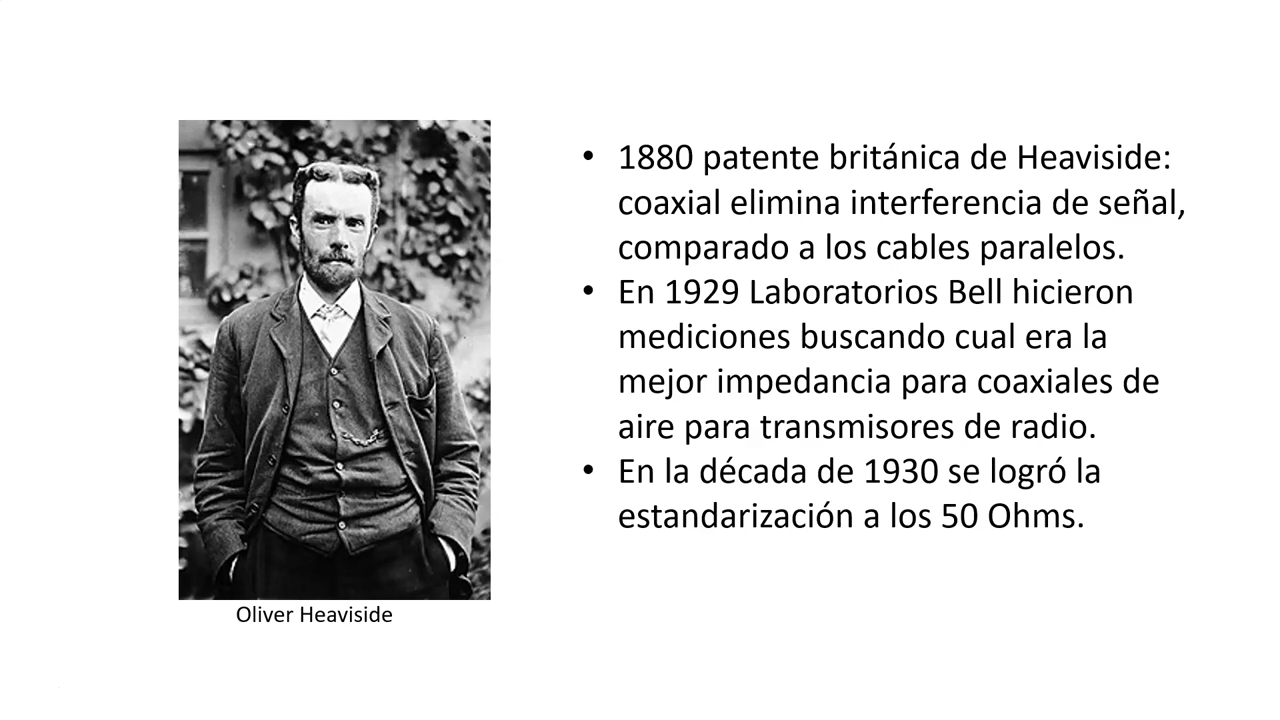 • 1880 patente británica de Heaviside:
coaxial elimina interferencia de señal,
comparado a los cables paralelos.
• En 1929 Laboratorios Bell hicieron
mediciones buscando cual era la
mejor impedancia para coaxiales de
aire para transmisores de radio.
• En la década de 1930 se logró la
estandarización a los 50 Ohms.
Oliver Heaviside